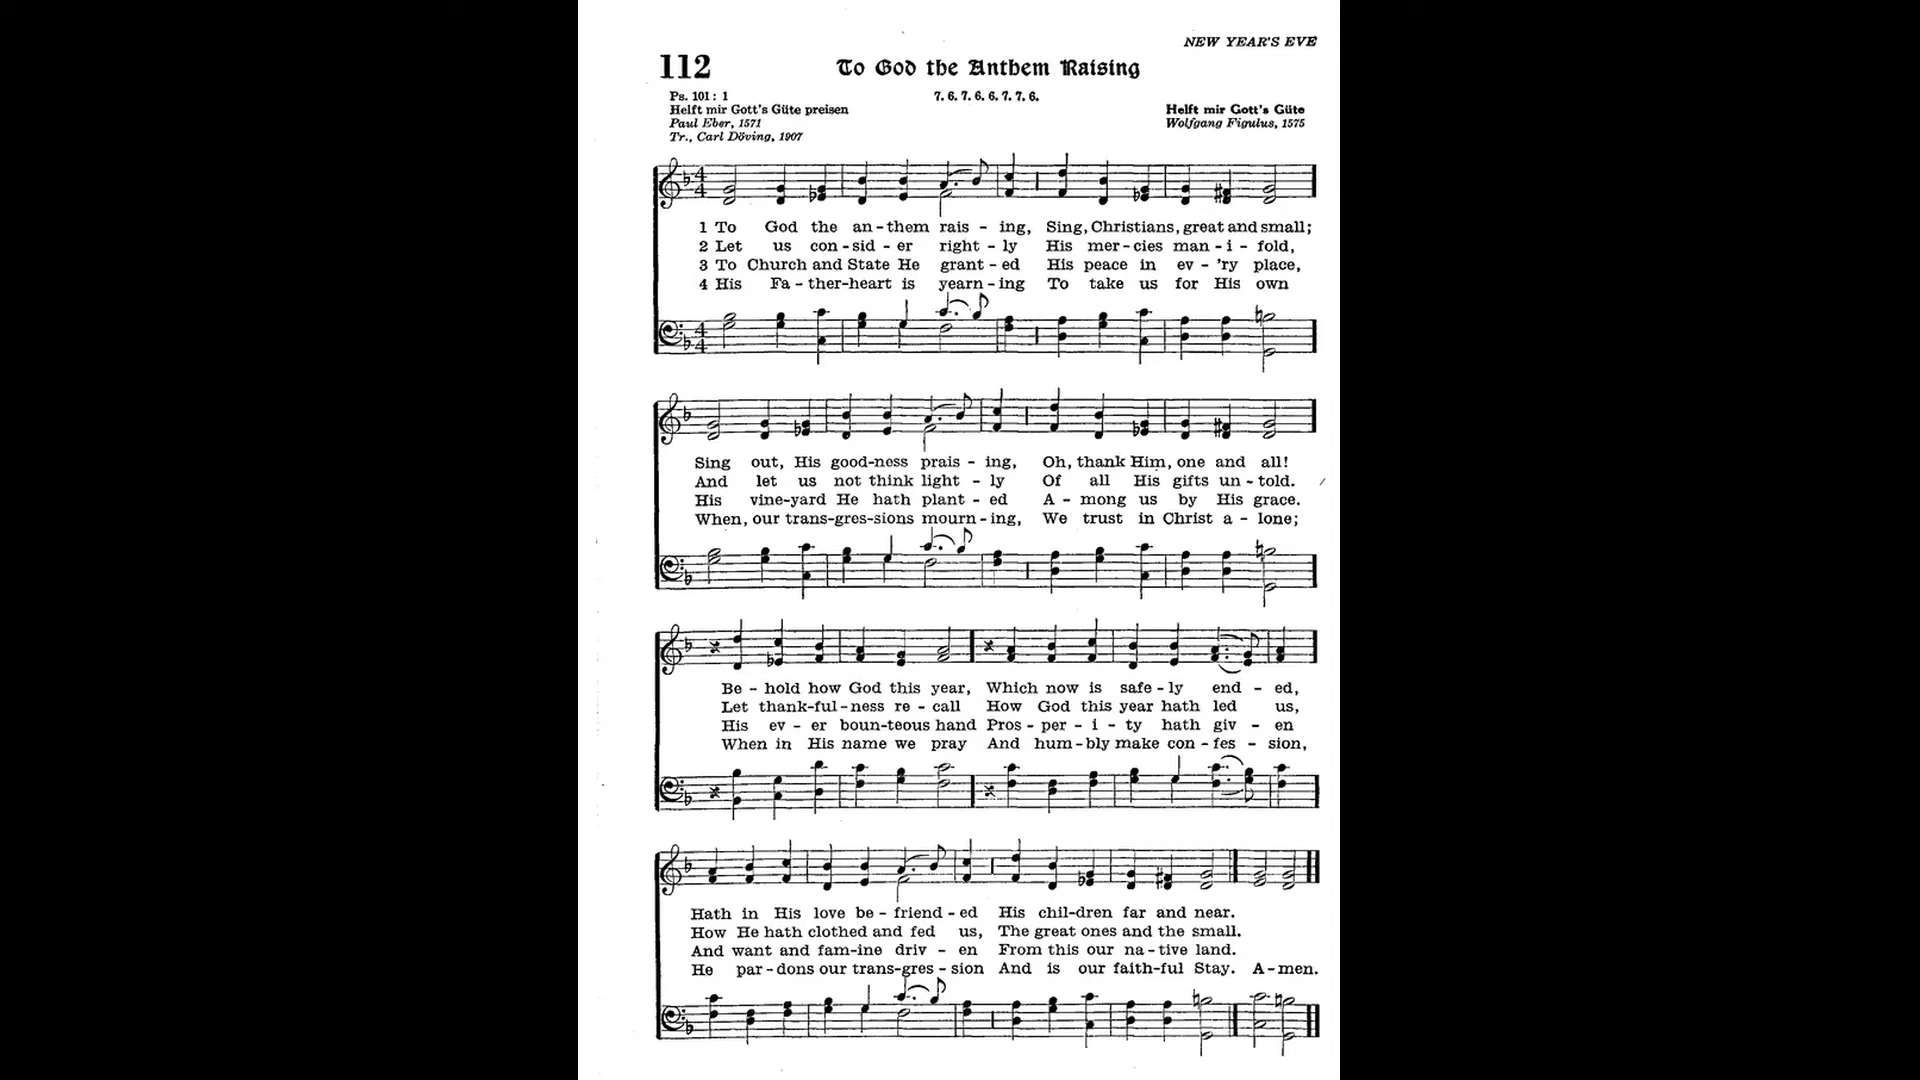 NEW YEAR'S EVE
112
To God the Anthem Raising
Ps. 101: 1
7. 6. 7. 6. 6. 7. 7. 6.
Helft mir Gott's Güte preisen
Helft mir Gott's Güte
Paul Eber, 1571
Wolfgang Figulus, 1575
Tr., Carl Döving, 1907
1 To God the an-them rais - ing, Sing, Christians, great and small;
2 Let us con-sid - er right - ly His mer-cies man - i - fold,
3 To Church and State He grant - ed His peace in ev - 'ry place,
4 His Fa - ther-heart is yearn - ing To take us for His own
Sing out, His good-ness prais - ing, Oh, thank Him, one and all!
And let us not think light - ly Of all His gifts un - told.
His vine-yard He hath plant - ed A - mong us by His grace.
When, our trans-gres-sions mourn - ing, We trust in Christ a - lone;
Be - hold how God this year, Which now is safe - ly end - ed,
Let thank-ful-ness re - call How God this year hath led us,
His ev - er boun-teous hand Pros - per - i - ty hath giv - en
When in His name we pray And hum-bly make con - fes - sion,
Hath in His love be - friend - ed His chil-dren far and near.
How He hath clothed and fed us, The great ones and the small.
And want and fam-ine driv - en From this our na - tive land.
He par - dons our trans-gres - sion And is our faith-ful Stay. A-men.